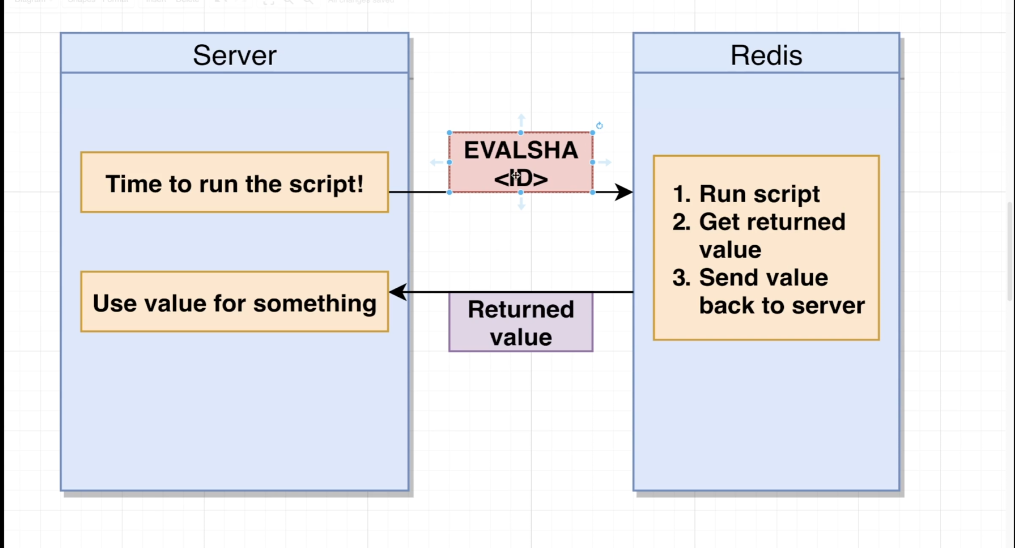 Server
Redis
Time to run the script!
EVALSHA
<ID>
1. Run script
2. Get returned
value
3. Send value
back to server
Use value for something
Returned
value